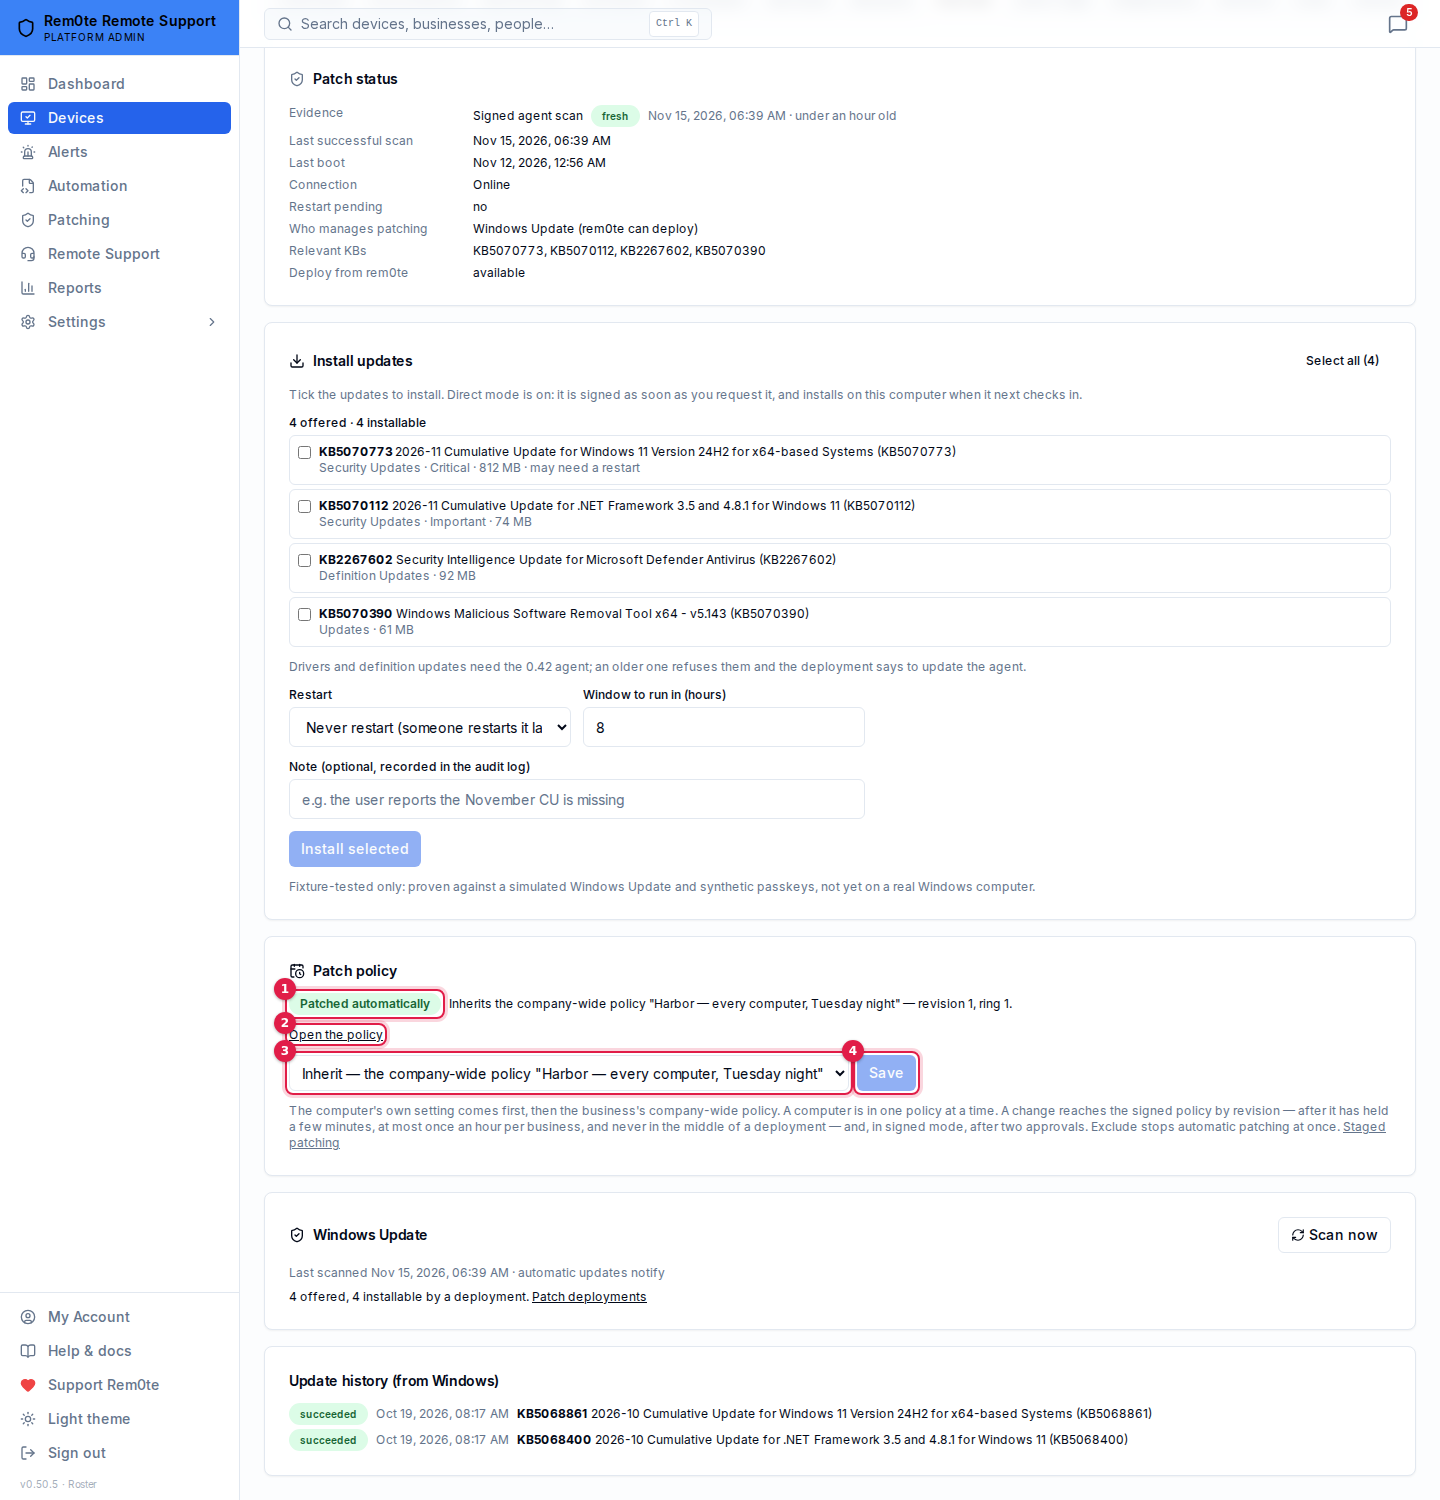 Rem0te Remote Support
PLATFORM ADMIN
Search devices, businesses, people…
Ctrl K
5
Dashboard
Devices
Alerts
Automation
Patching
Remote Support
Reports
Settings
My Account
Help & docs
Support Rem0te
Light theme
Sign out
v0.50.5 · Roster
Patch status
Evidence Signed agent scan fresh Nov 15, 2026, 06:39 AM · under an hour old
Last successful scan Nov 15, 2026, 06:39 AM
Last boot Nov 12, 2026, 12:56 AM
Connection Online
Restart pending no
Who manages patching Windows Update (rem0te can deploy)
Relevant KBs KB5070773, KB5070112, KB2267602, KB5070390
Deploy from rem0te available
Install updates
Select all (4)
Tick the updates to install. Direct mode is on: it is signed as soon as you request it, and installs on this computer when it next checks in.
4 offered · 4 installable
KB5070773 2026-11 Cumulative Update for Windows 11 Version 24H2 for x64-based Systems (KB5070773)
Security Updates · Critical · 812 MB · may need a restart
KB5070112 2026-11 Cumulative Update for .NET Framework 3.5 and 4.8.1 for Windows 11 (KB5070112)
Security Updates · Important · 74 MB
KB2267602 Security Intelligence Update for Microsoft Defender Antivirus (KB2267602)
Definition Updates · 92 MB
KB5070390 Windows Malicious Software Removal Tool x64 - v5.143 (KB5070390)
Updates · 61 MB
Drivers and definition updates need the 0.42 agent; an older one refuses them and the deployment says to update the agent.
Restart Window to run in (hours)
Never restart (someone restarts it la 8
Note (optional, recorded in the audit log)
e.g. the user reports the November CU is missing
Install selected
Fixture-tested only: proven against a simulated Windows Update and synthetic passkeys, not yet on a real Windows computer.
Patch policy
1
Patched automatically Inherits the company-wide policy "Harbor — every computer, Tuesday night" — revision 1, ring 1.
2
Open the policy
3 4
Inherit — the company-wide policy "Harbor — every computer, Tuesday night" Save
The computer's own setting comes first, then the business's company-wide policy. A computer is in one policy at a time. A change reaches the signed policy by revision — after it has held
a few minutes, at most once an hour per business, and never in the middle of a deployment — and, in signed mode, after two approvals. Exclude stops automatic patching at once. Staged
patching
Windows Update
Scan now
Last scanned Nov 15, 2026, 06:39 AM · automatic updates notify
4 offered, 4 installable by a deployment. Patch deployments
Update history (from Windows)
succeeded Oct 19, 2026, 08:17 AM KB5068861 2026-10 Cumulative Update for Windows 11 Version 24H2 for x64-based Systems (KB5068861)
succeeded Oct 19, 2026, 08:17 AM KB5068400 2026-10 Cumulative Update for .NET Framework 3.5 and 4.8.1 for Windows 11 (KB5068400)